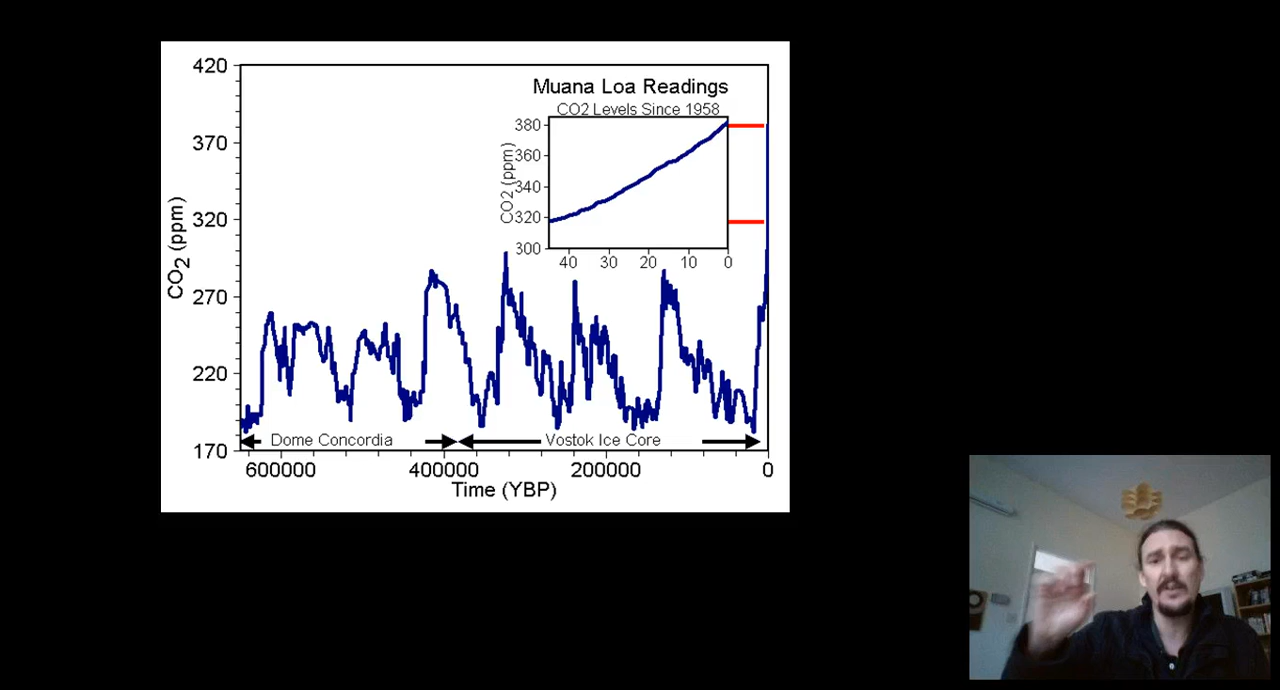 420
370
320
270
220
170
CO2 (ppm)
Muana Loa Readings
CO2 Levels Since 1958
380
360
340
320
300
CO2 (ppm)
40 30 20 10 0
Dome Concordia
Vostok Ice Core
600000 400000 200000 0
Time (YBP)